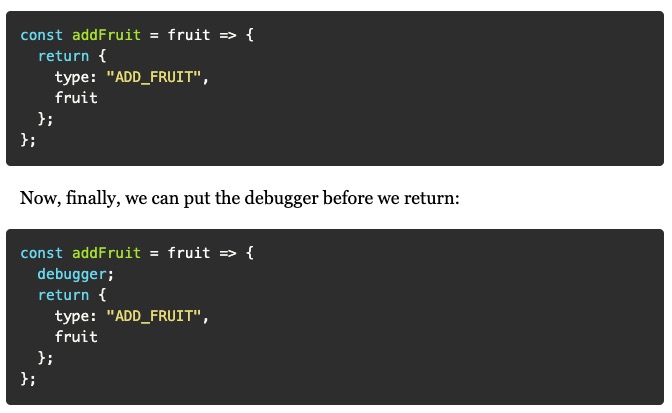 const addFruit = fruit => {
  return {
    type: "ADD_FRUIT",
    fruit
  };
};
Now, finally, we can put the debugger before we return:
const addFruit = fruit => {
  debugger;
  return {
    type: "ADD_FRUIT",
    fruit
  };
};